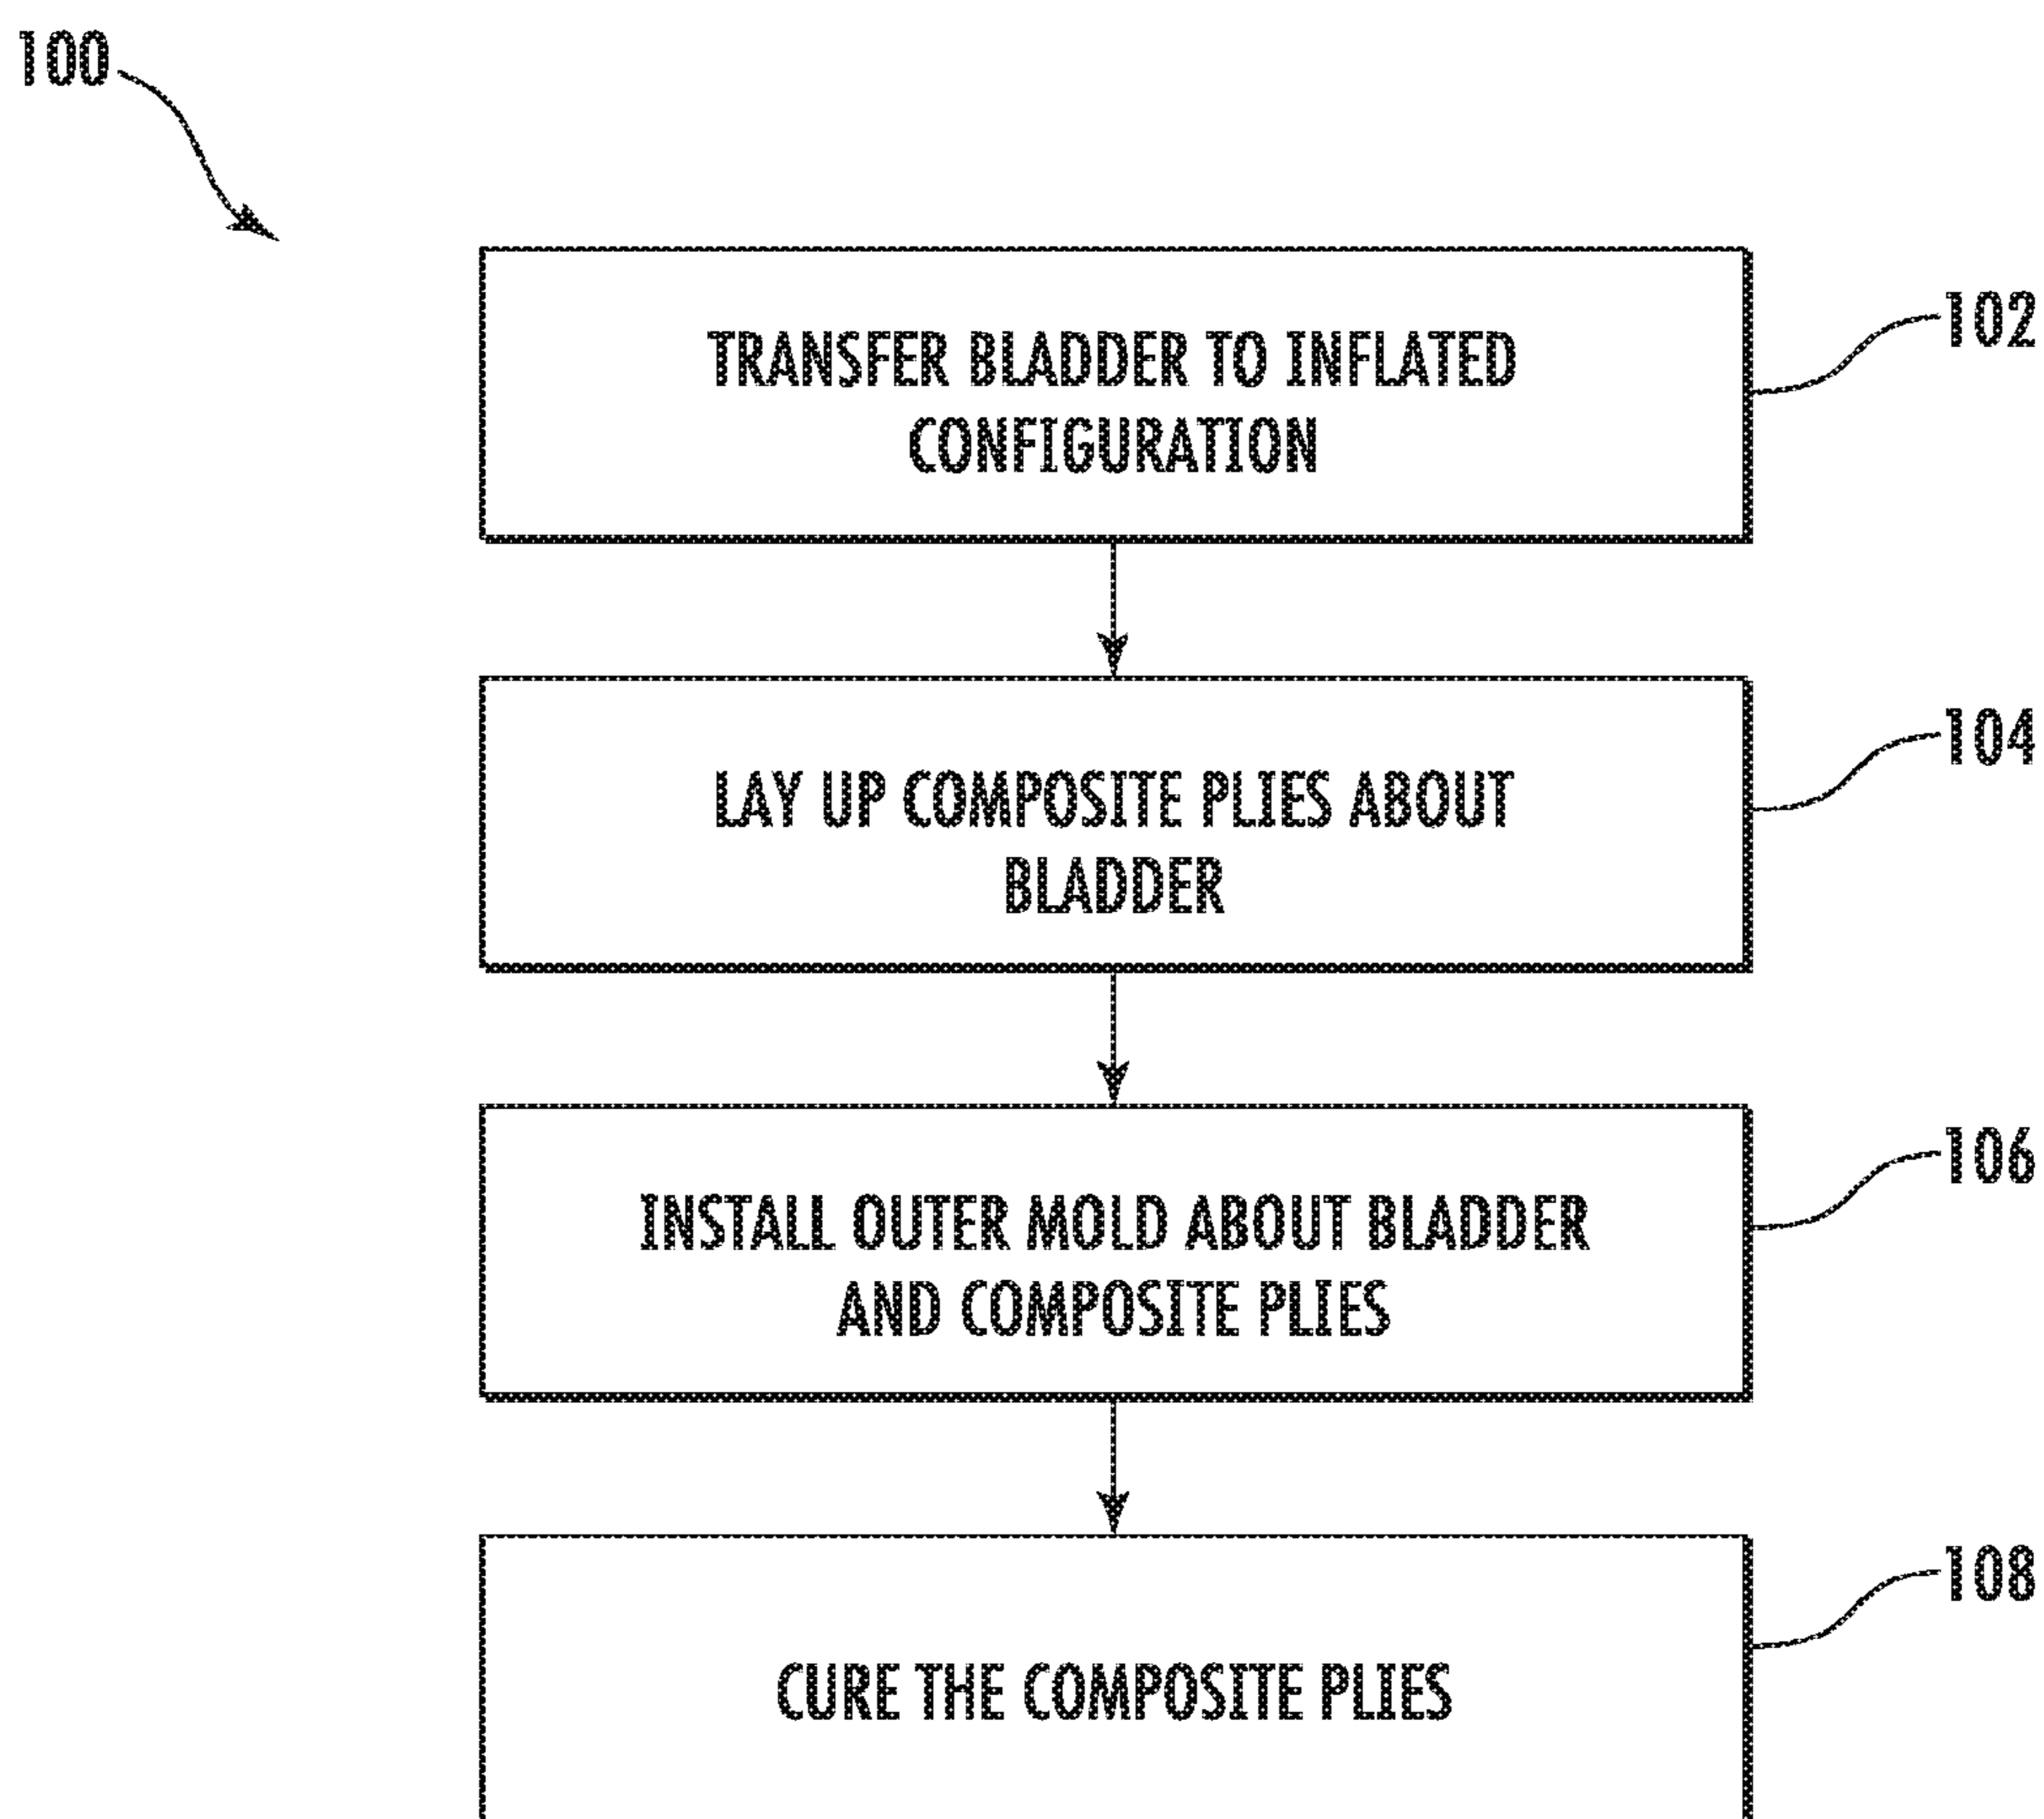 100
TRANSFER BLADDER TO INFLATED
CONFIGURATION
102
LAY UP COMPOSITE PLIES ABOUT
BLADDER
104
INSTALL OUTER MOLD ABOUT BLADDER
AND COMPOSITE PLIES
106
CURE THE COMPOSITE PLIES
108